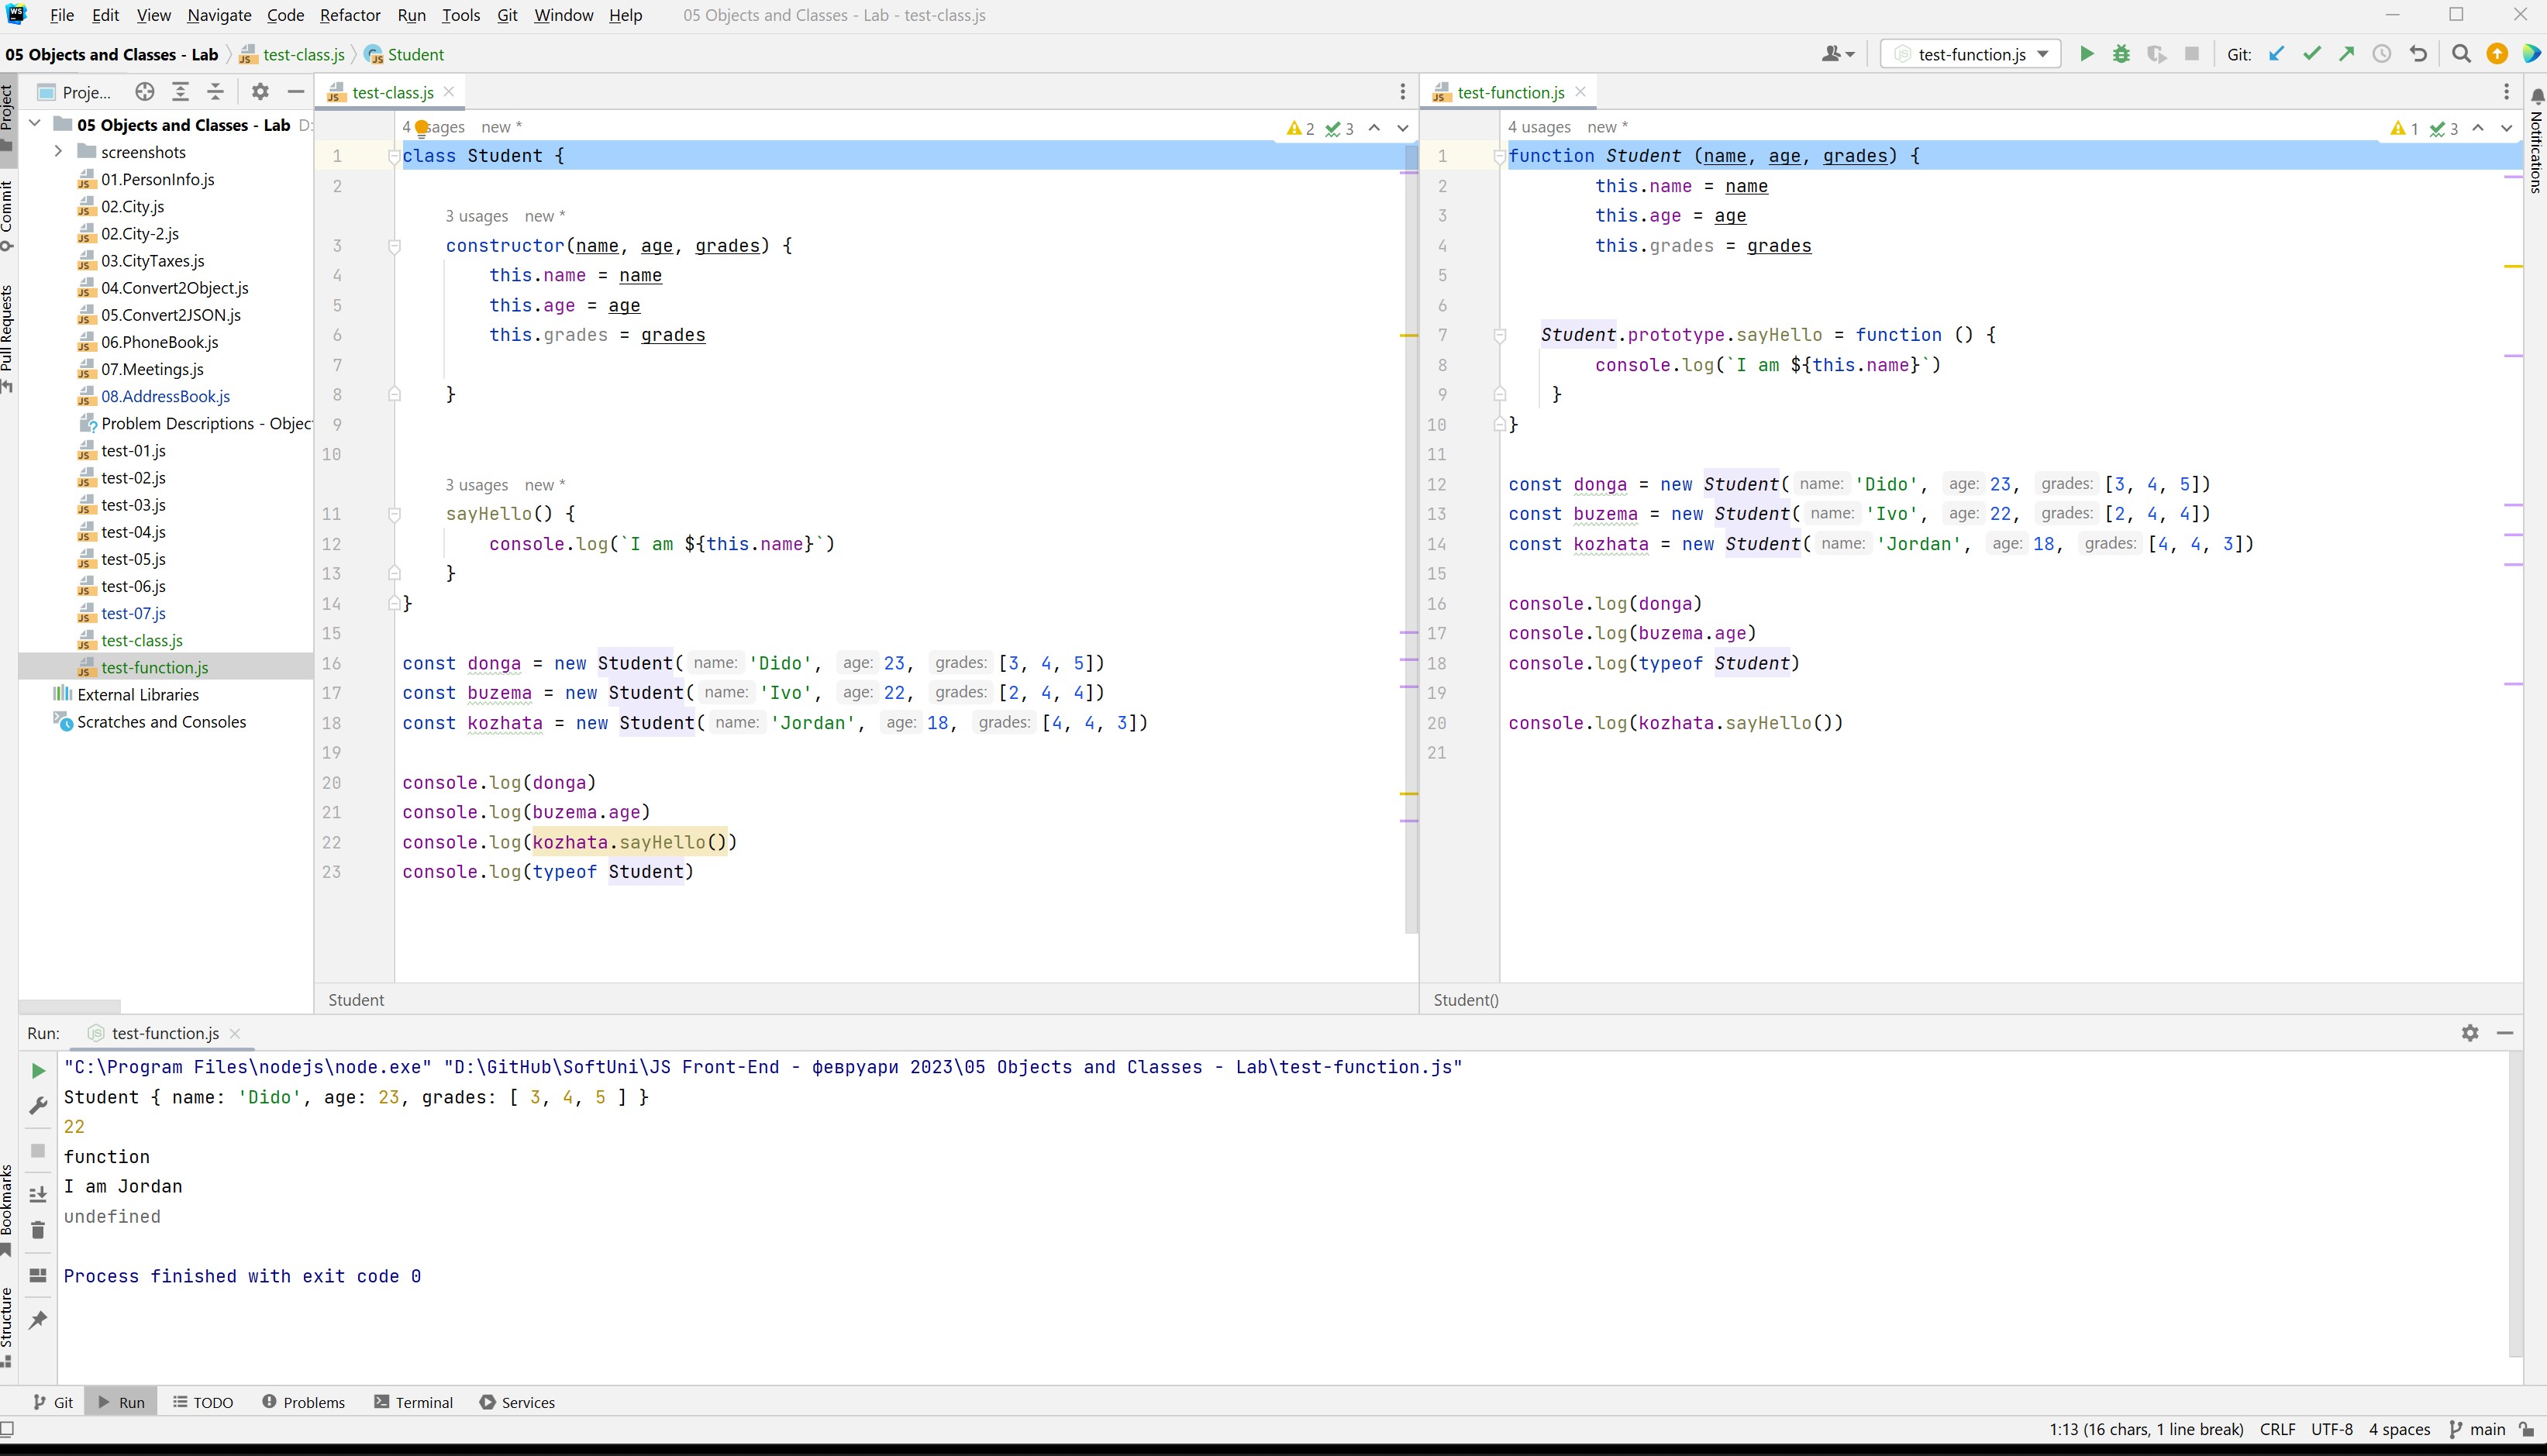 WS File Edit View Navigate Code Refactor Run Tools Git Window Help 05 Objects and Classes - Lab - test-class.js
05 Objects and Classes - Lab test-class.js Student test-function.js Git:
Project
Commit
Pull Requests
Bookmarks
Structure
Notifications
Proje...
05 Objects and Classes - Lab D:
screenshots
01.PersonInfo.js
02.City.js
02.City-2.js
03.CityTaxes.js
04.Convert2Object.js
05.Convert2JSON.js
06.PhoneBook.js
07.Meetings.js
08.AddressBook.js
Problem Descriptions - Objec
test-01.js
test-02.js
test-03.js
test-04.js
test-05.js
test-06.js
test-07.js
test-class.js
test-function.js
External Libraries
Scratches and Consoles
test-class.js
4 usages new * 2 3
1 class Student {
2
3 usages new *
3 constructor(name, age, grades) {
4 this.name = name
5 this.age = age
6 this.grades = grades
7
8 }
9
10
3 usages new *
11 sayHello() {
12 console.log(`I am ${this.name}`)
13 }
14 }
15
16 const donga = new Student( name: 'Dido', age: 23, grades: [3, 4, 5])
17 const buzema = new Student( name: 'Ivo', age: 22, grades: [2, 4, 4])
18 const kozhata = new Student( name: 'Jordan', age: 18, grades: [4, 4, 3])
19
20 console.log(donga)
21 console.log(buzema.age)
22 console.log(kozhata.sayHello())
23 console.log(typeof Student)
Student
test-function.js
4 usages new * 1 3
1 function Student (name, age, grades) {
2 this.name = name
3 this.age = age
4 this.grades = grades
5
6
7 Student.prototype.sayHello = function () {
8 console.log(`I am ${this.name}`)
9 }
10 }
11
12 const donga = new Student( name: 'Dido', age: 23, grades: [3, 4, 5])
13 const buzema = new Student( name: 'Ivo', age: 22, grades: [2, 4, 4])
14 const kozhata = new Student( name: 'Jordan', age: 18, grades: [4, 4, 3])
15
16 console.log(donga)
17 console.log(buzema.age)
18 console.log(typeof Student)
19
20 console.log(kozhata.sayHello())
21
Student()
Run: test-function.js
"C:\Program Files\nodejs\node.exe" "D:\GitHub\SoftUni\JS Front-End - февруари 2023\05 Objects and Classes - Lab\test-function.js"
Student { name: 'Dido', age: 23, grades: [ 3, 4, 5 ] }
22
function
I am Jordan
undefined
Process finished with exit code 0
Git Run TODO Problems Terminal Services
1:13 (16 chars, 1 line break) CRLF UTF-8 4 spaces main